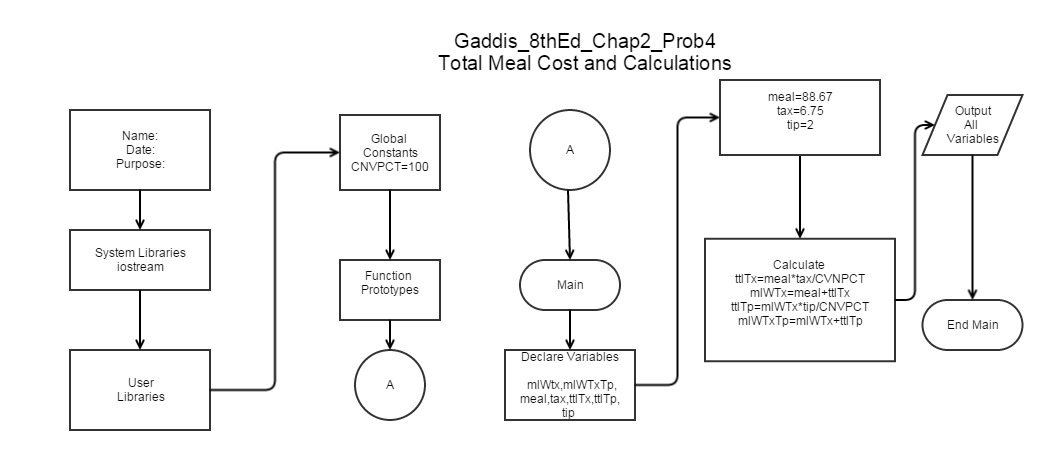 Gaddis_8thEd_Chap2_Prob4
Total Meal Cost and Calculations
Name:
Date:
Purpose:
System Libraries
iostream
User
Libraries
Global
Constants
CNVPCT=100
Function
Prototypes
A
A
Main
Declare Variables
mlWtx,mlWTxTp,
meal,tax,ttlTx,ttlTp,
tip
meal=88.67
tax=6.75
tip=2
Calculate
ttlTx=meal*tax/CVNPCT
mlWTx=meal+ttlTx
ttlTp=mlWTx*tip/CNVPCT
mlWTxTp=mlWTx+ttlTp
Output
All
Variables
End Main